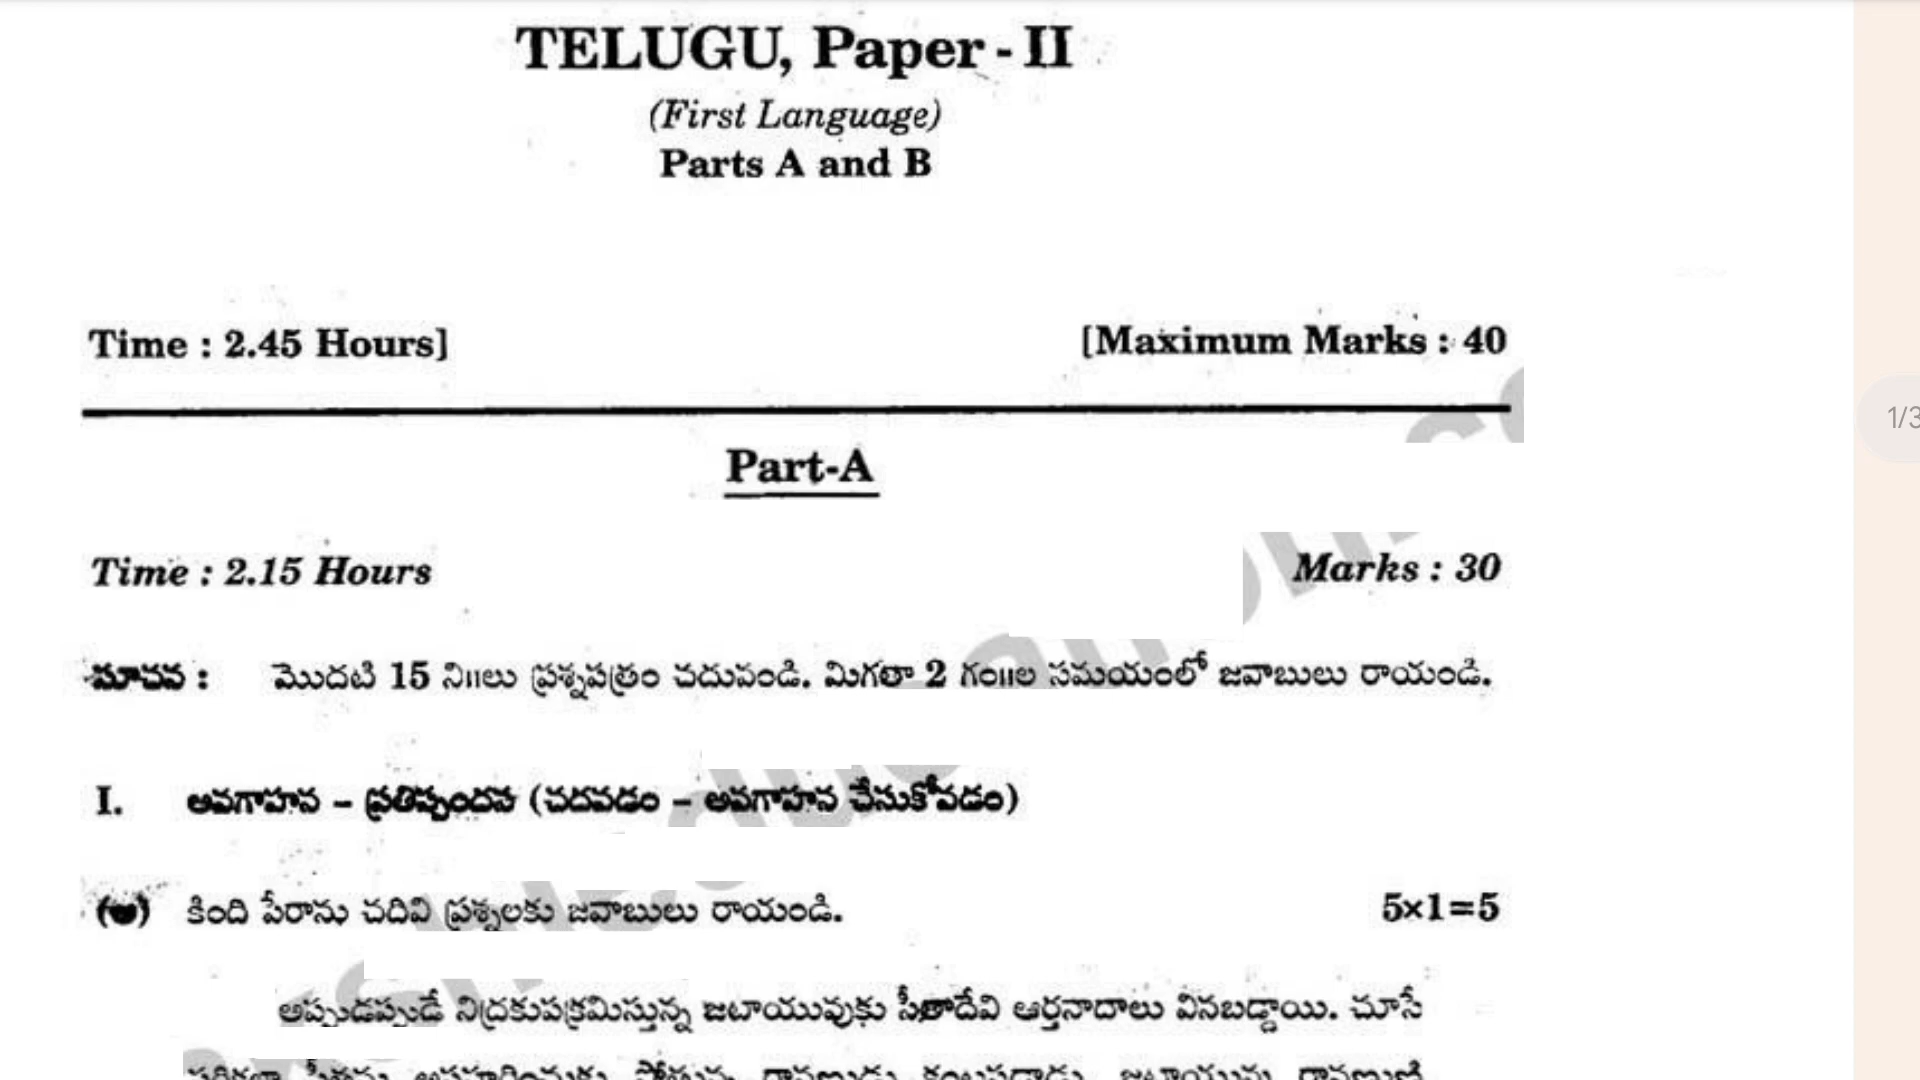 TELUGU, Paper - II
(First Language)
Parts A and B
Time : 2.45 Hours]
[Maximum Marks : 40
Part-A
Time : 2.15 Hours
Marks : 30
సూచన : మొదటి 15 ని॥లు ప్రశ్నపత్రం చదువండి. మిగతా 2 గం॥ల సమయంలో జవాబులు రాయండి.
I. అవగాహన – ప్రతిస్పందన (చదవడం – అవగాహన చేసుకోవడం)
(అ) కింది పేరాను చదివి ప్రశ్నలకు జవాబులు రాయండి. 5×1=5
అప్పుడప్పుడే నిద్రకుపక్రమిస్తున్న జటాయువుకు సీతాదేవి ఆర్తనాదాలు వినబడ్డాయి. చూసే
1/3